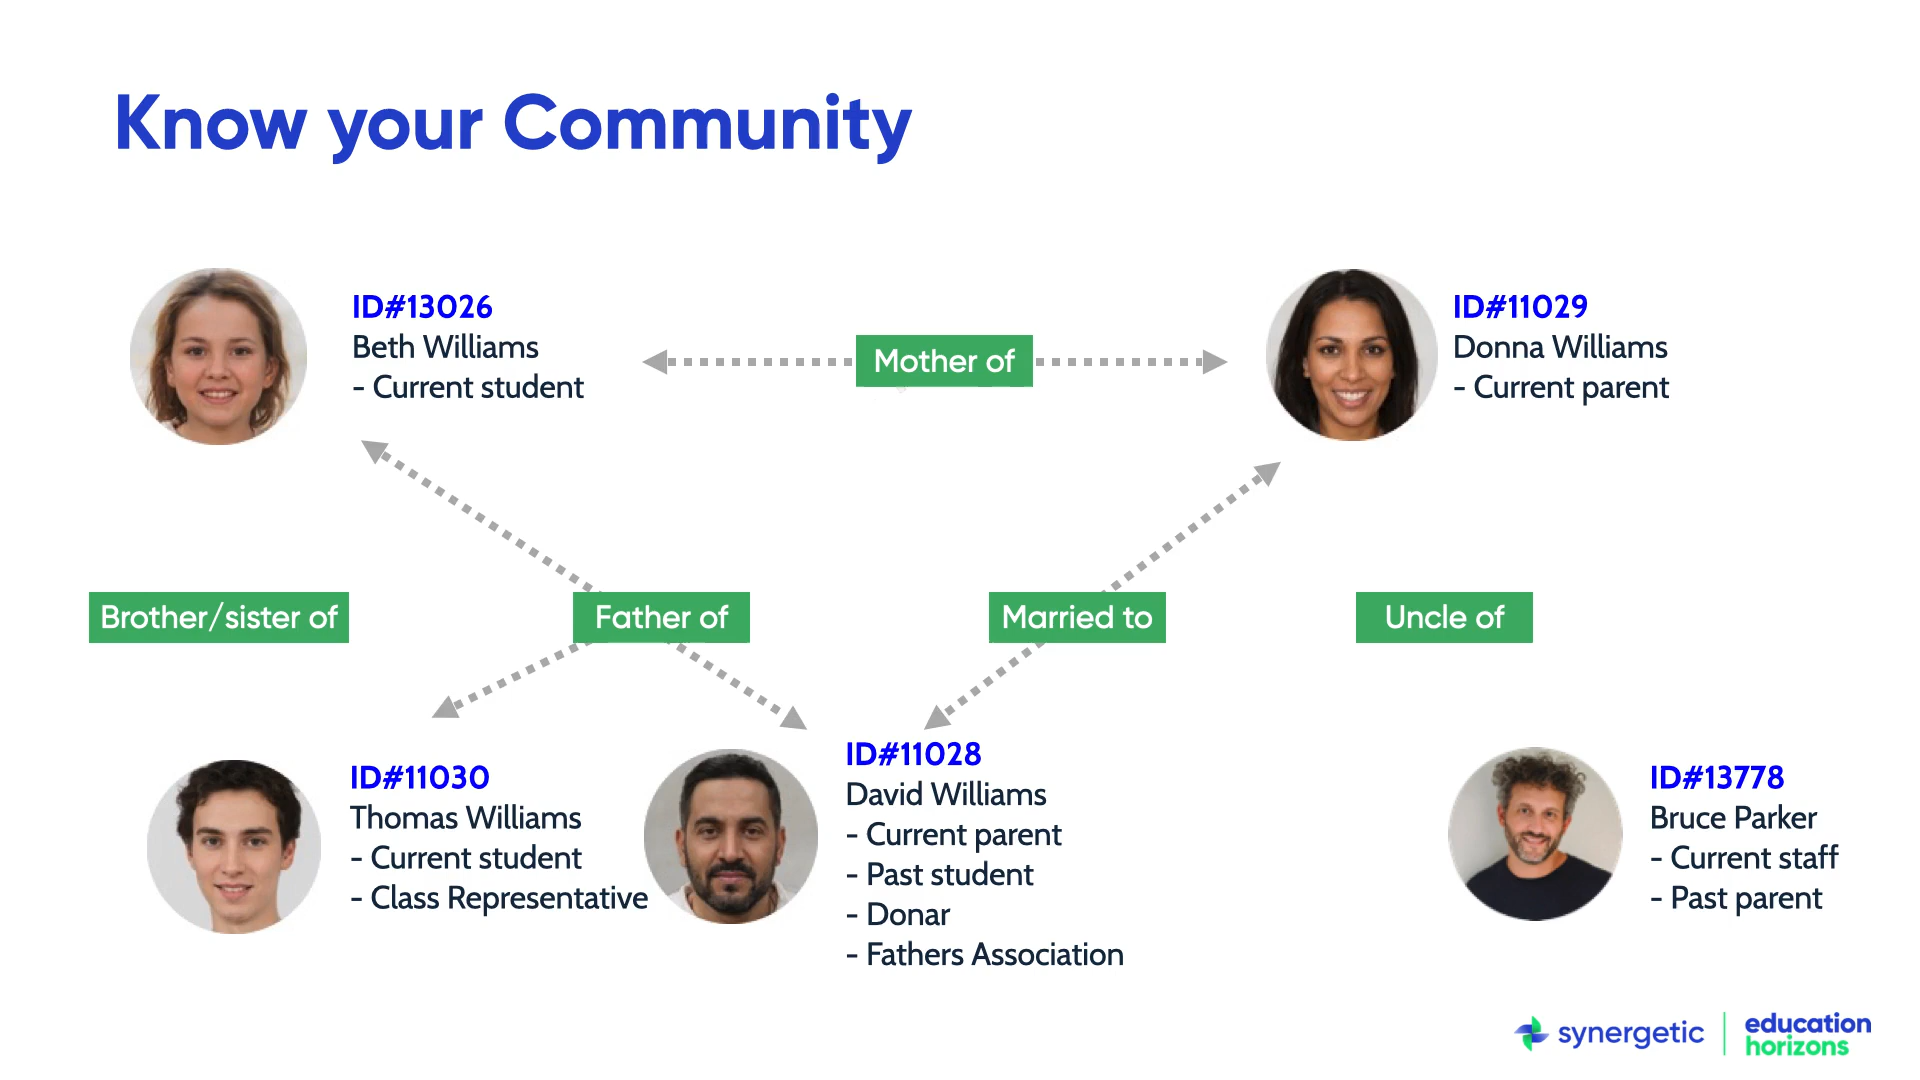 Know your Community
ID#13026
Beth Williams
- Current student
Mother of
ID#11029
Donna Williams
- Current parent
Brother/sister of
Father of
Married to
Uncle of
ID#11030
Thomas Williams
- Current student
- Class Representative
ID#11028
David Williams
- Current parent
- Past student
- Donar
- Fathers Association
ID#13778
Bruce Parker
- Current staff
- Past parent
synergetic
education
horizons